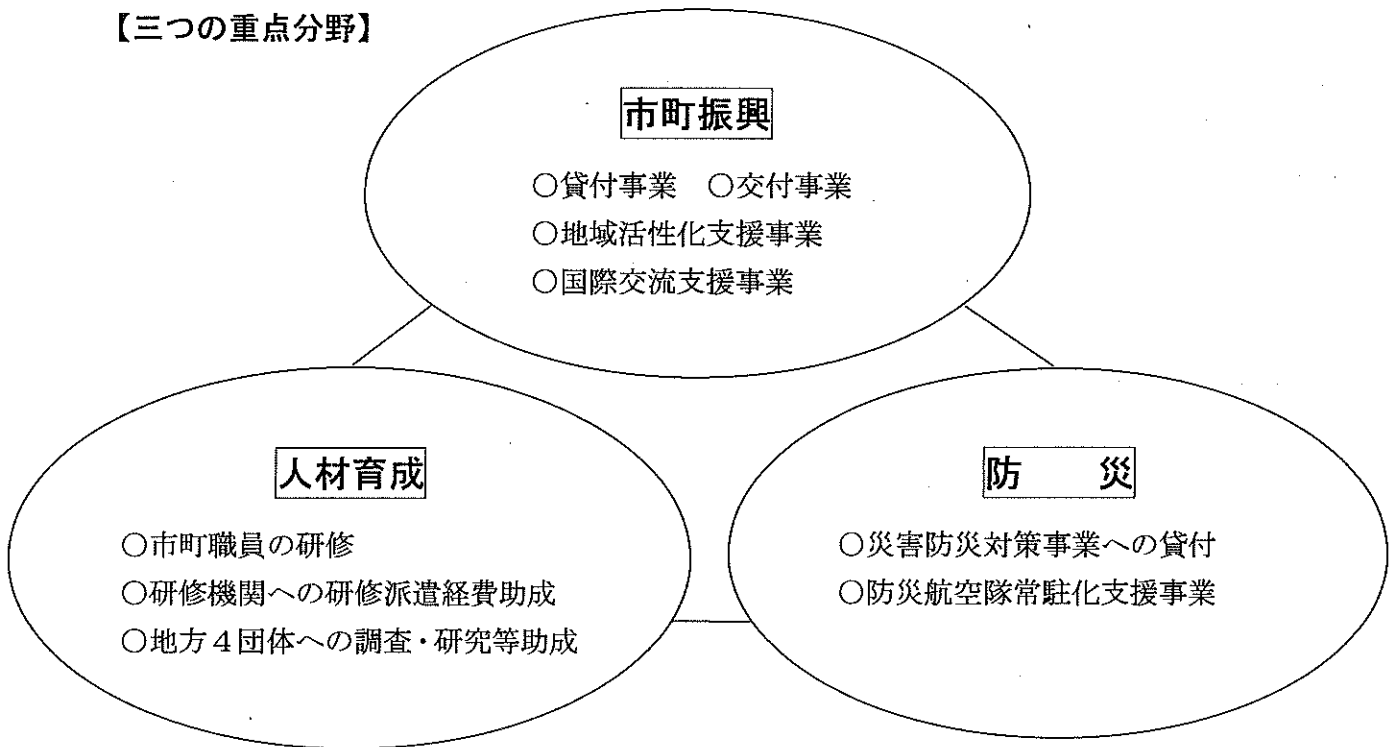 【三つの重点分野】
市町振興
○貸付事業　○交付事業
○地域活性化支援事業
○国際交流支援事業
人材育成
○市町職員の研修
○研修機関への研修派遣経費助成
○地方４団体への調査・研究等助成
防　　災
○災害防災対策事業への貸付
○防災航空隊常駐化支援事業